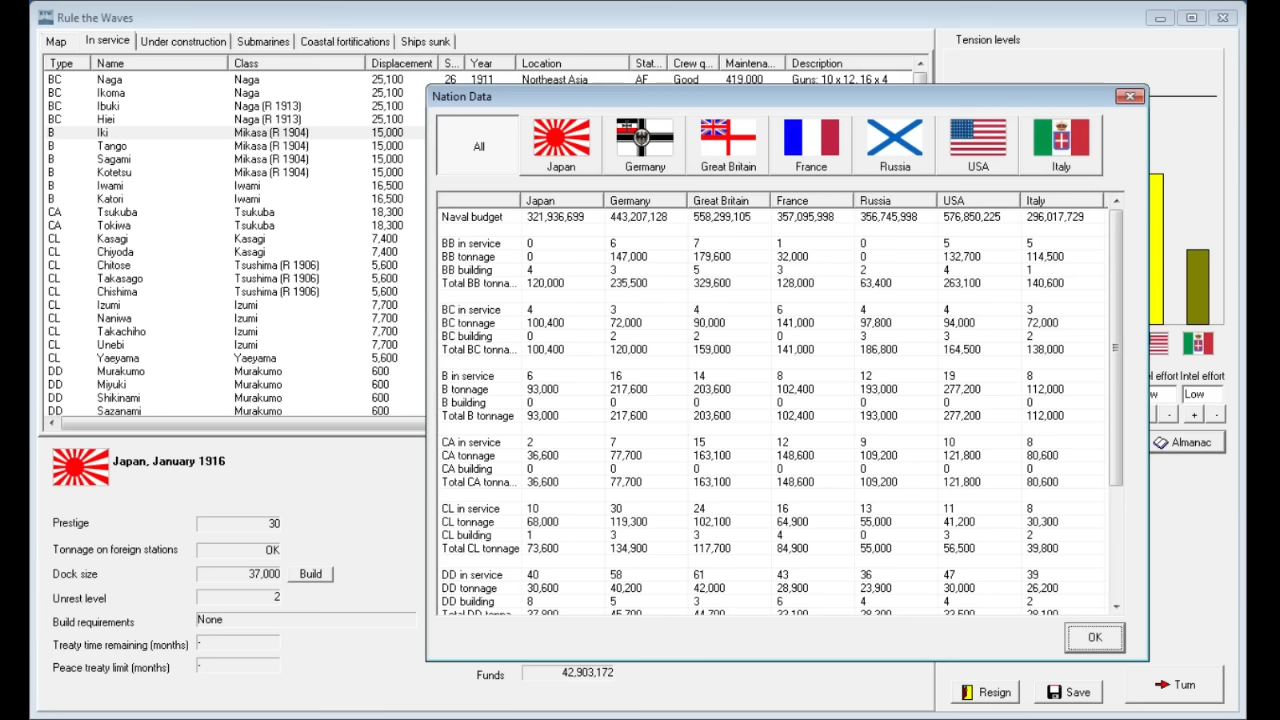 Rule the Waves
Map In service Under construction Submarines Coastal fortifications Ships sunk
Tension levels
Type Name Class Displacement S... Year Location Stat... Crew q... Maintena... Description
BC Naga Naga 25,100 26 1911 Northeast Asia AF Good 419,000 Guns: 10 x 12, 16 x 4
BC Ikoma Naga 25,100
BC Ibuki Naga (R 1913) 25,100
BC Hiei Naga (R 1913) 25,100
B Iki Mikasa (R 1904) 15,000
B Tango Mikasa (R 1904) 15,000
B Sagami Mikasa (R 1904) 15,000
B Kotetsu Mikasa (R 1904) 15,000
B Iwami Iwami 16,500
B Katori Iwami 16,500
CA Tsukuba Tsukuba 18,300
CA Tokiwa Tsukuba 18,300
CL Kasagi Kasagi 7,400
CL Chiyoda Kasagi 7,400
CL Chitose Tsushima (R 1906) 5,600
CL Takasago Tsushima (R 1906) 5,600
CL Chishima Tsushima (R 1906) 5,600
CL Izumi Izumi 7,700
CL Naniwa Izumi 7,700
CL Takachiho Izumi 7,700
CL Unebi Izumi 7,700
CL Yaeyama Kasagi 5,600
DD Murakumo Murakumo 600
DD Miyuki Murakumo 600
DD Shikinami Murakumo 600
DD Sazanami Murakumo 600
Nation Data
All Japan Germany Great Britain France Russia USA Italy
Japan Germany Great Britain France Russia USA Italy
Naval budget 321,936,699 443,207,128 558,299,105 357,095,998 356,745,998 576,850,225 296,017,729
BB in service 0 6 7 1 0 5 5
BB tonnage 0 147,000 179,600 32,000 0 132,700 114,500
BB building 4 3 5 3 2 4 1
Total BB tonna... 120,000 235,500 329,600 128,000 63,400 263,100 140,600
BC in service 4 3 4 6 4 4 3
BC tonnage 100,400 72,000 90,000 141,000 97,800 94,000 72,000
BC building 0 2 2 0 3 3 2
Total BC tonna... 100,400 120,000 159,000 141,000 186,800 164,500 138,000
B in service 6 16 14 8 12 19 8
B tonnage 93,000 217,600 203,600 102,400 193,000 277,200 112,000
B building 0 0 0 0 0 0 0
Total B tonnage 93,000 217,600 203,600 102,400 193,000 277,200 112,000
CA in service 2 7 15 12 9 10 8
CA tonnage 36,600 77,700 163,100 148,600 109,200 121,800 80,600
CA building 0 0 0 0 0 0 0
Total CA tonna... 36,600 77,700 163,100 148,600 109,200 121,800 80,600
CL in service 10 30 24 16 13 11 8
CL tonnage 68,000 119,300 102,100 64,900 55,000 41,200 30,300
CL building 1 3 3 4 0 3 2
Total CL tonnage 73,600 134,900 117,700 84,900 55,000 56,500 39,800
DD in service 40 58 61 43 36 47 39
DD tonnage 30,600 40,200 42,000 28,900 23,900 30,000 26,200
DD building 8 5 3 6 4 4 2
OK
effort Intel effort
Low
+ -
Almanac
Japan, January 1916
Prestige 30
Tonnage on foreign stations OK
Dock size 37,000 Build
Unrest level 2
Build requirements None
Treaty time remaining (months) -
Peace treaty limit (months) -
Funds 42,903,172
Resign Save Turn